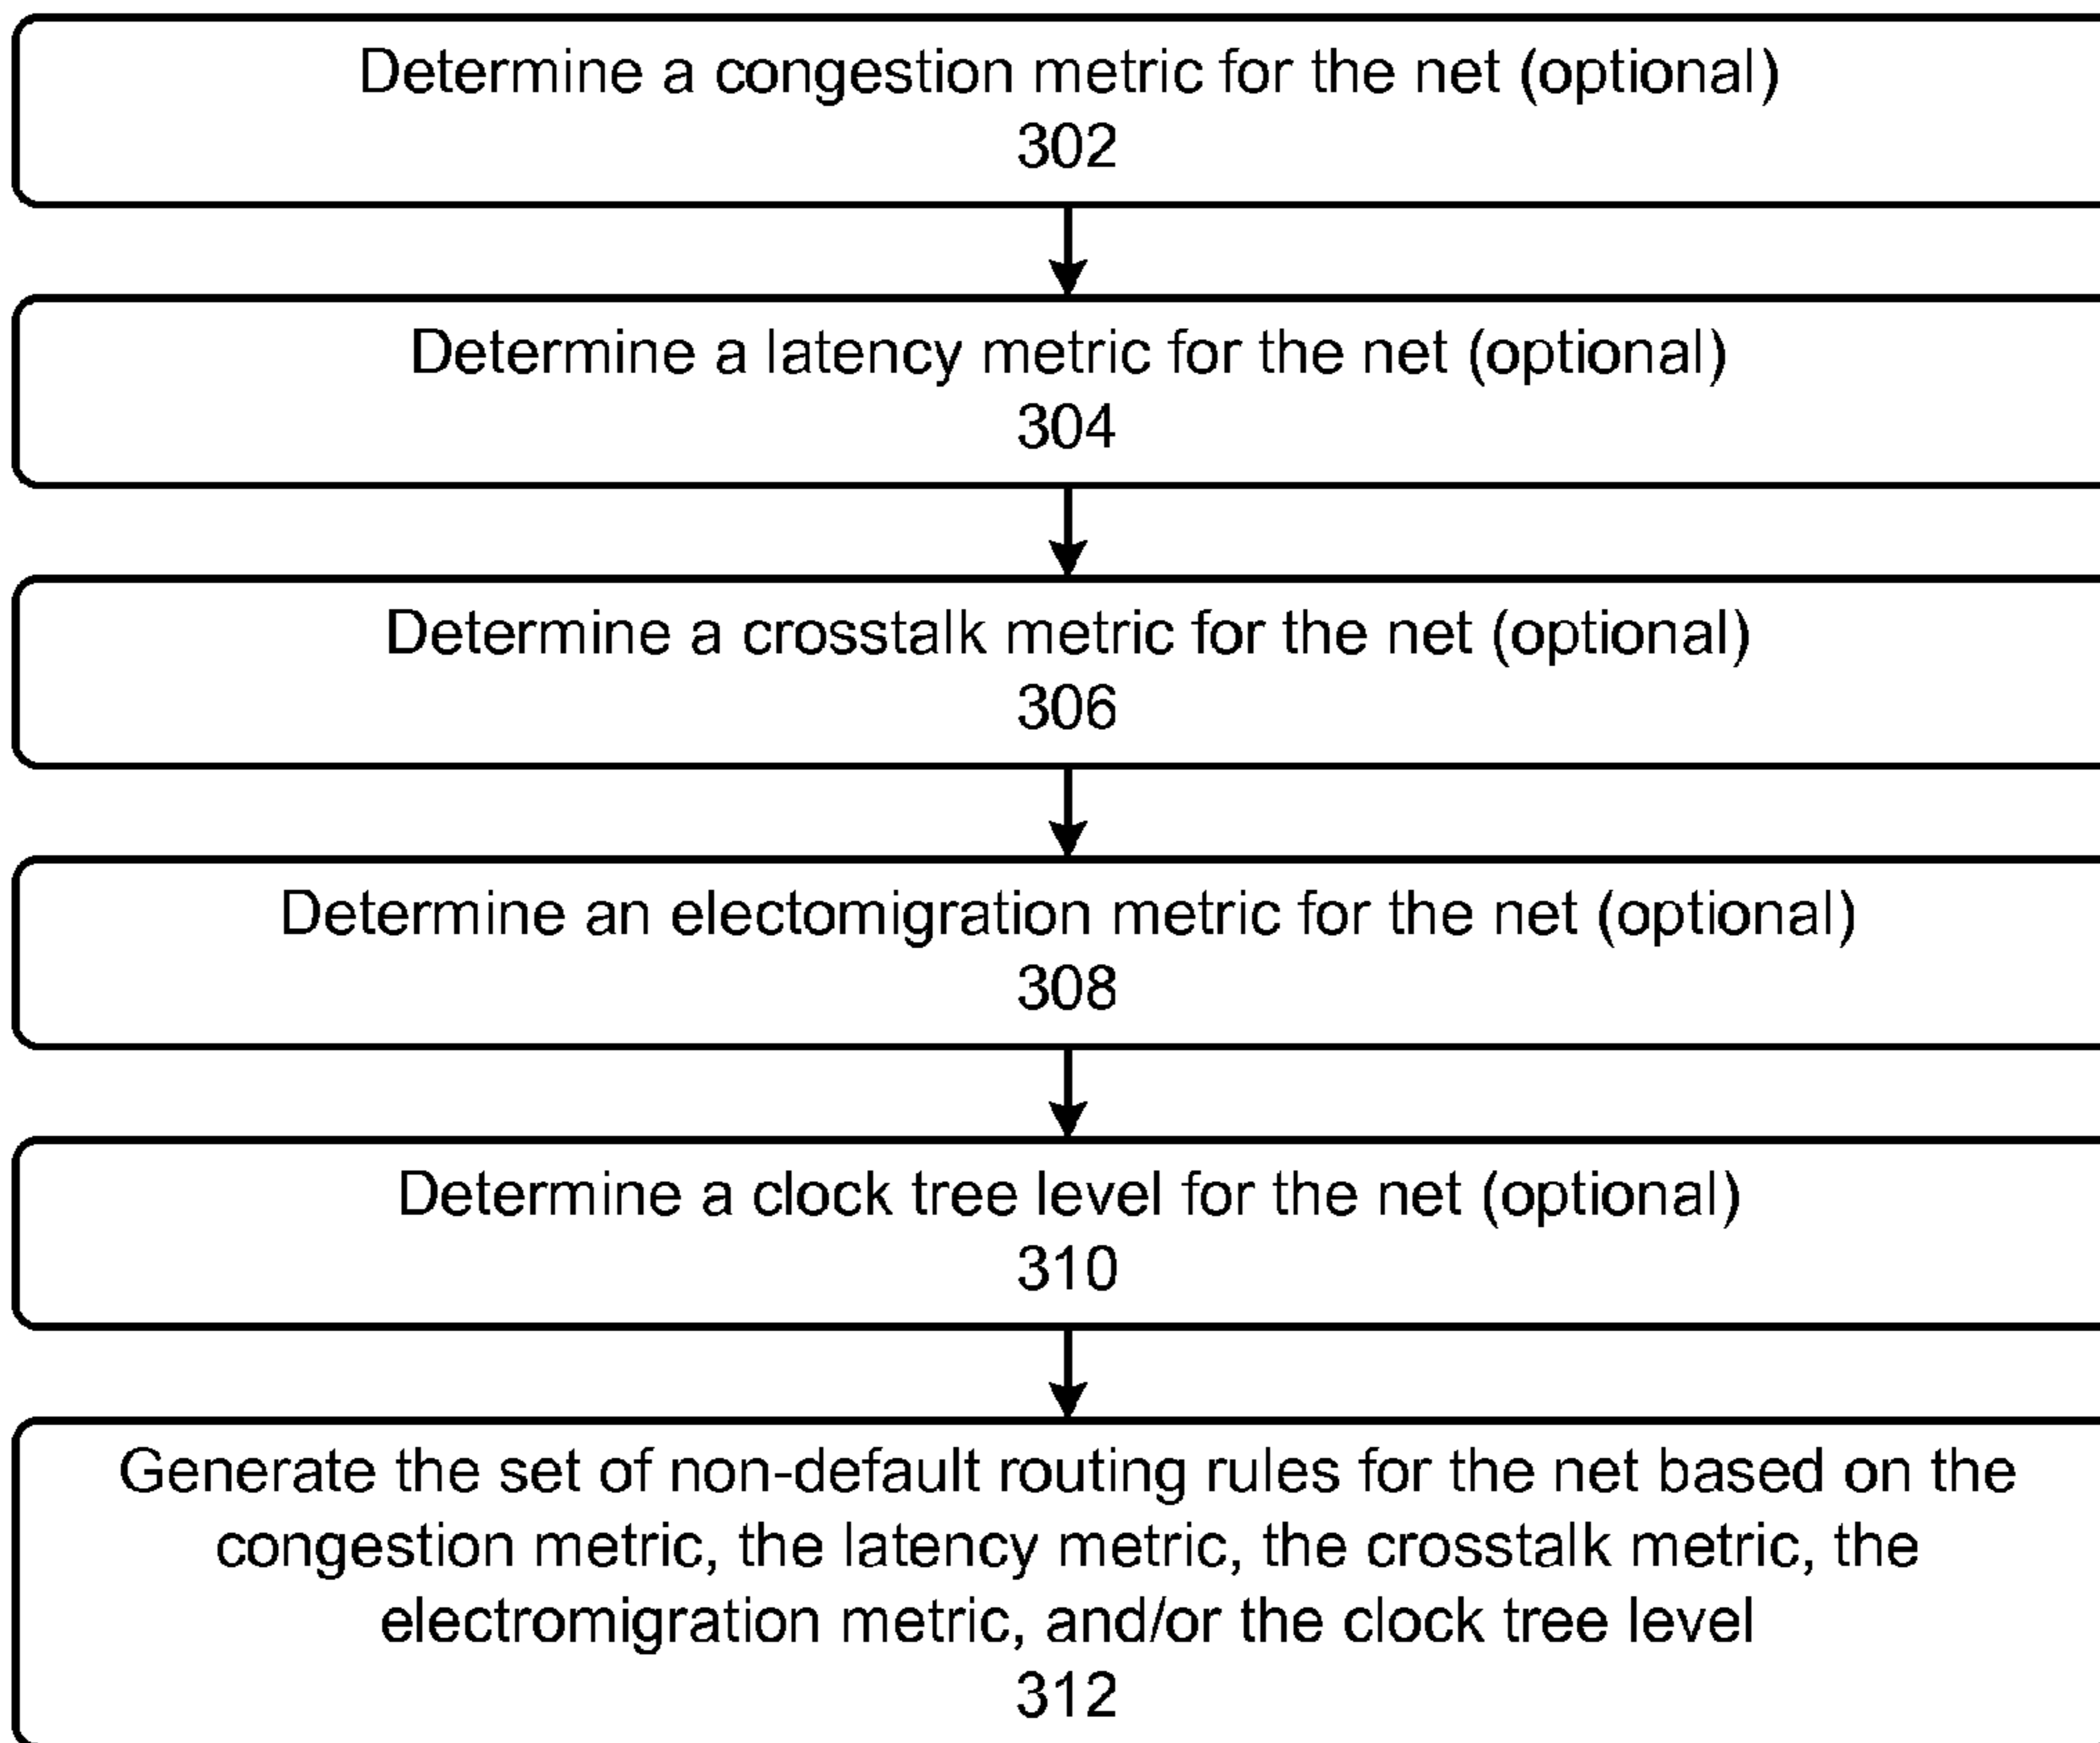 Determine a congestion metric for the net (optional)
302
Determine a latency metric for the net (optional)
304
Determine a crosstalk metric for the net (optional)
306
Determine an electomigration metric for the net (optional)
308
Determine a clock tree level for the net (optional)
310
Generate the set of non-default routing rules for the net based on the
congestion metric, the latency metric, the crosstalk metric, the
electromigration metric, and/or the clock tree level
312